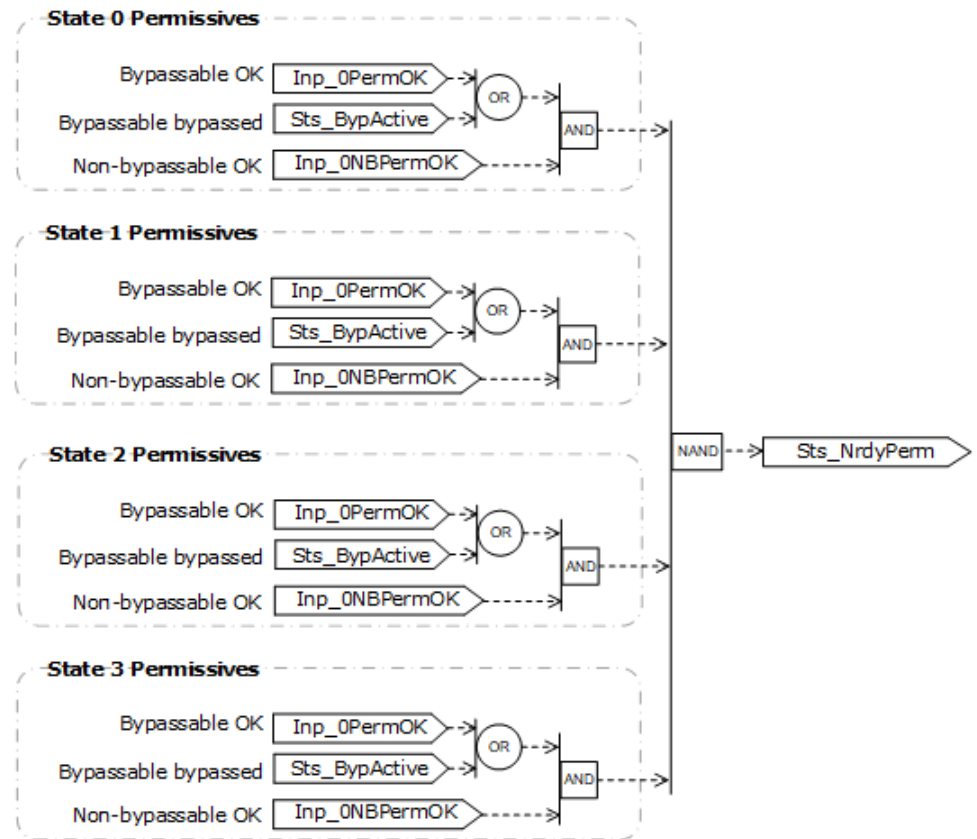 State 0 Permissives
Bypassable OK Inp_0PermOK
OR
Bypassable bypassed Sts_BypActive
AND
Non-bypassable OK Inp_0NBPermOK
State 1 Permissives
Bypassable OK Inp_0PermOK
OR
Bypassable bypassed Sts_BypActive
AND
Non-bypassable OK Inp_0NBPermOK
NAND Sts_NrdyPerm
State 2 Permissives
Bypassable OK Inp_0PermOK
OR
Bypassable bypassed Sts_BypActive
AND
Non-bypassable OK Inp_0NBPermOK
State 3 Permissives
Bypassable OK Inp_0PermOK
OR
Bypassable bypassed Sts_BypActive
AND
Non-bypassable OK Inp_0NBPermOK